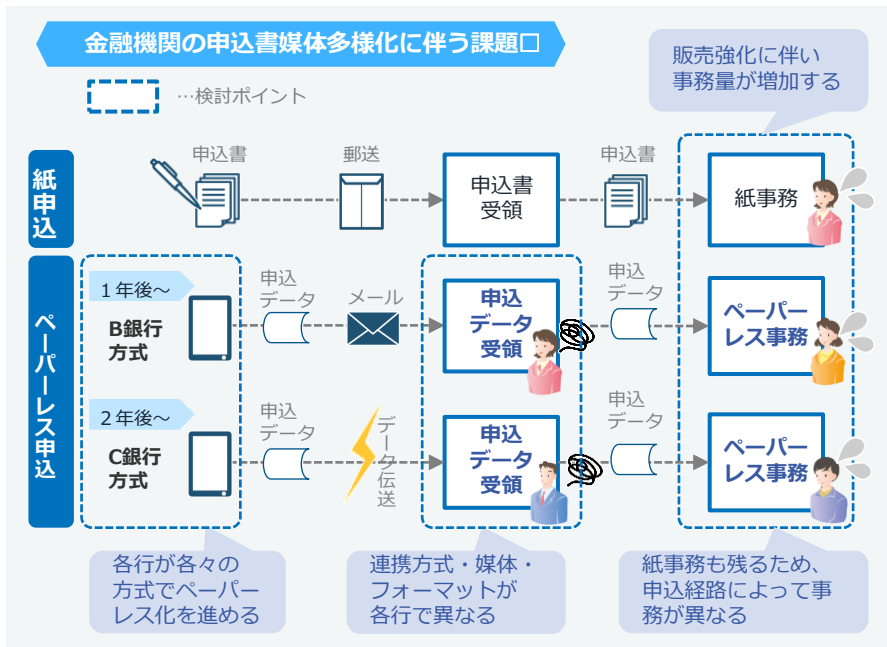 金融機関の申込書媒体多様化に伴う課題□
…検討ポイント
販売強化に伴い
事務量が増加する
紙申込
申込書
郵送
申込書
受領
申込書
紙事務
ペーパーレス申込
1年後～
B銀行
方式
申込
データ
メール
申込
データ
受領
申込
データ
ペーパー
レス事務
2年後～
C銀行
方式
申込
データ
データ伝送
申込
データ
受領
申込
データ
ペーパー
レス事務
各行が各々の
方式でペーパー
レス化を進める
連携方式・媒体・
フォーマットが
各行で異なる
紙事務も残るため、
申込経路によって事
務が異なる